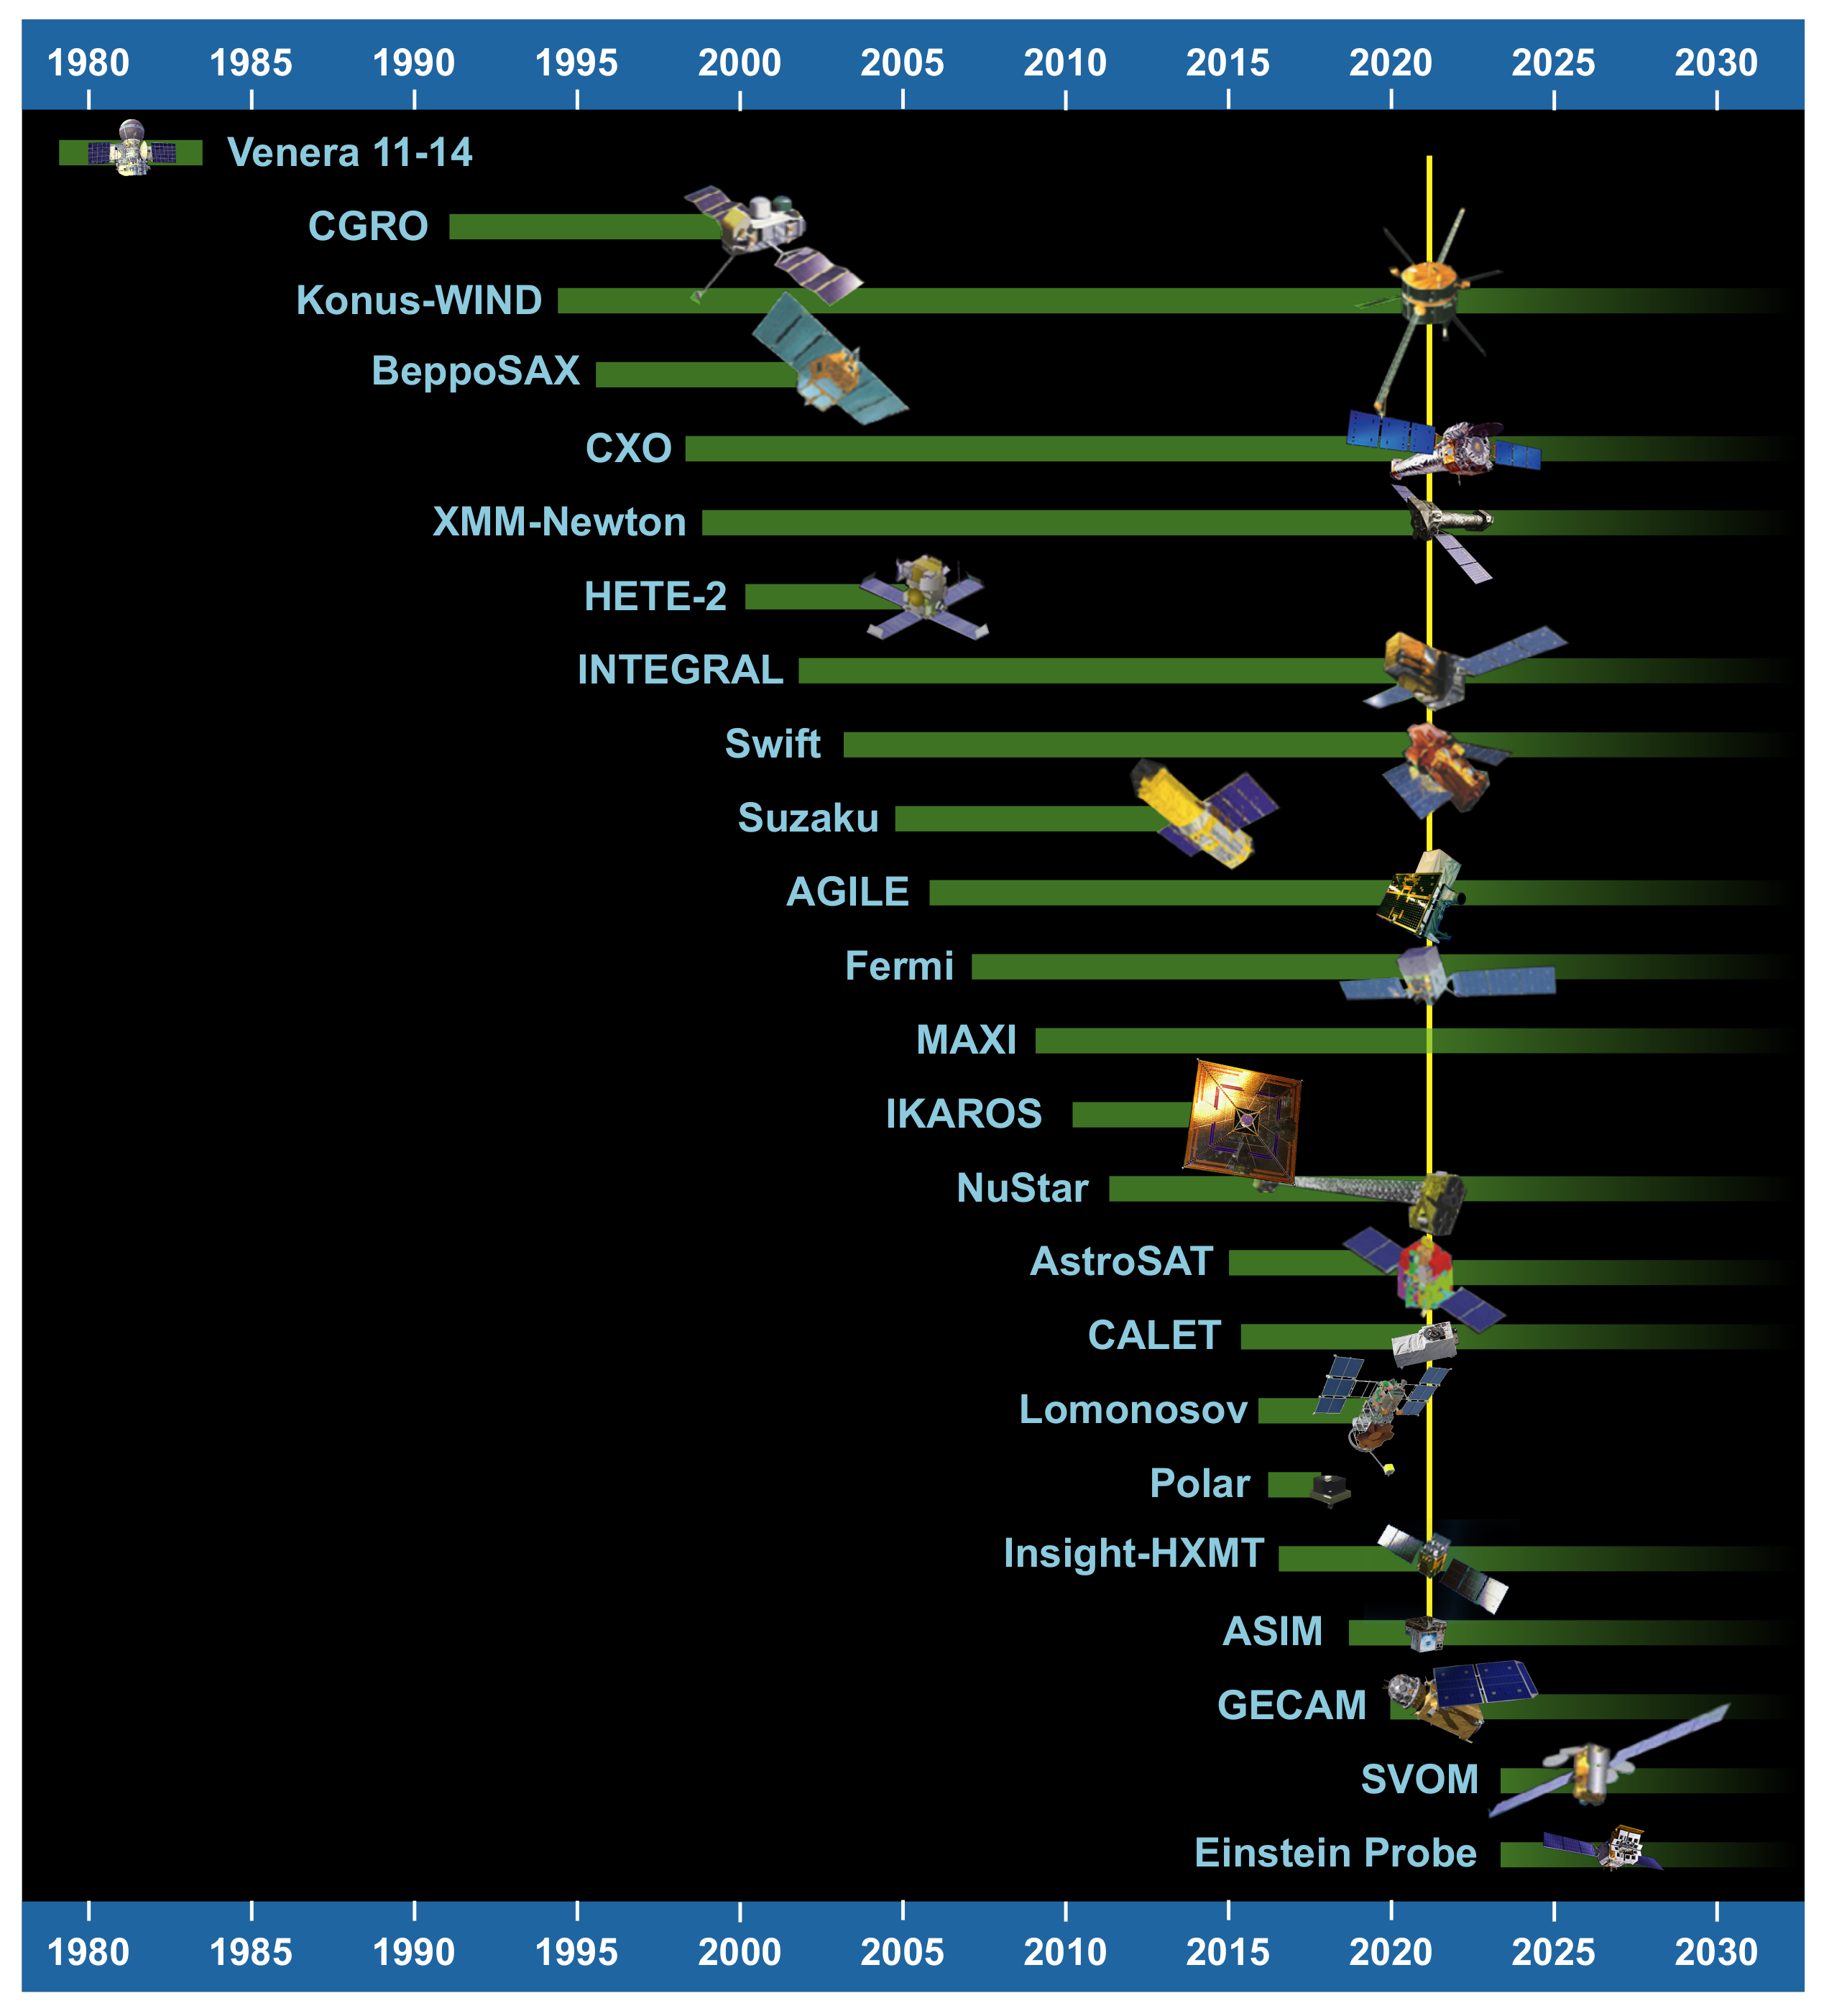 1980 1985 1990 1995 2000 2005 2010 2015 2020 2025 2030
Venera 11-14
CGRO
Konus-WIND
BeppoSAX
CXO
XMM-Newton
HETE-2
INTEGRAL
Swift
Suzaku
AGILE
Fermi
MAXI
IKAROS
NuStar
AstroSAT
CALET
Lomonosov
Polar
Insight-HXMT
ASIM
GECAM
SVOM
Einstein Probe
1980 1985 1990 1995 2000 2005 2010 2015 2020 2025 2030